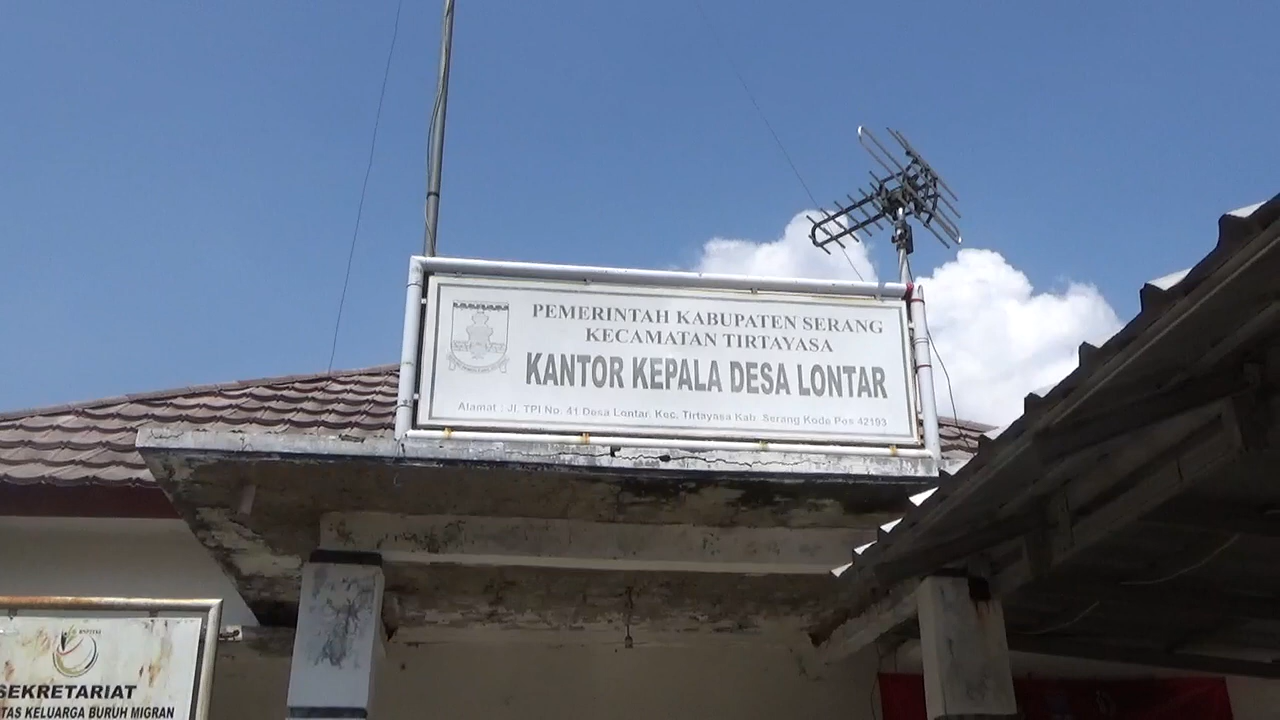 PEMERINTAH KABUPATEN SERANG
KECAMATAN TIRTAYASA
KANTOR KEPALA DESA LONTAR
Alamat : Jl. TPI No. 41 Desa Lontar. Kec. Tirtayasa Kab. Serang Kode Pos 42193
SEKRETARIAT
TAS KELUARGA BURUH MIGRAN